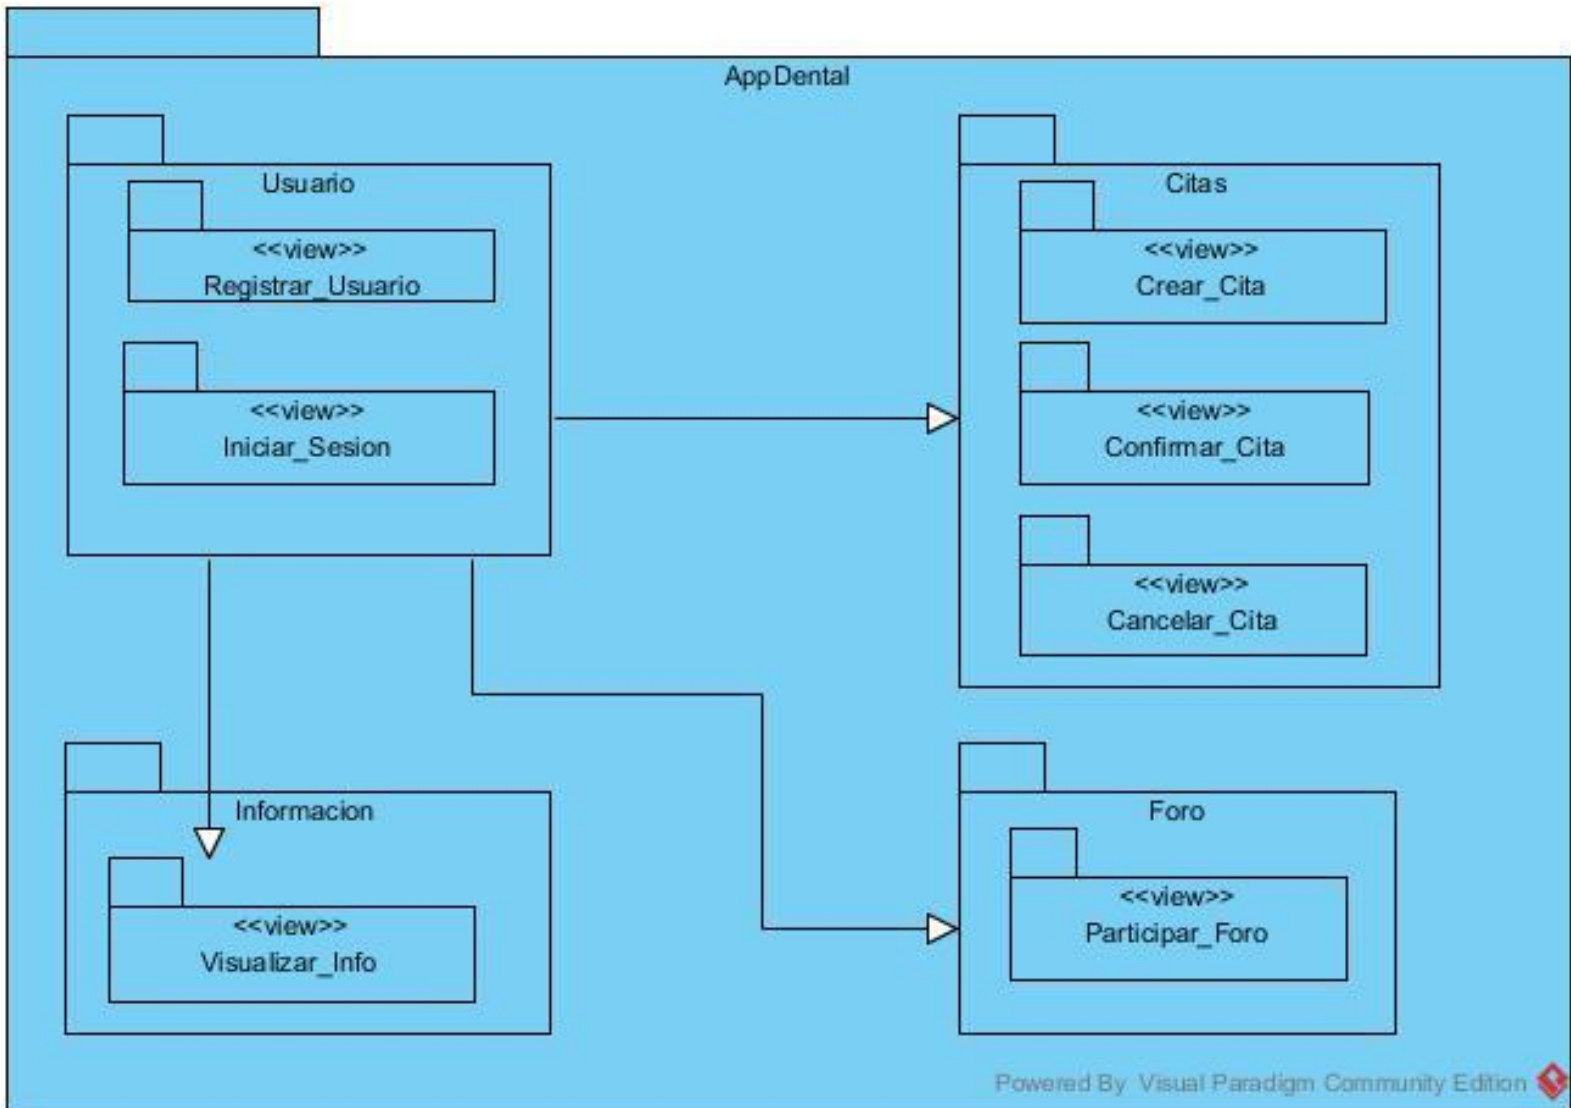 AppDental
Usuario
<<view>>
Registrar_Usuario
<<view>>
Iniciar_Sesion
Citas
<<view>>
Crear_Cita
<<view>>
Confirmar_Cita
<<view>>
Cancelar_Cita
Informacion
<<view>>
Visualizar_Info
Foro
<<view>>
Participar_Foro
Powered By Visual Paradigm Community Edition